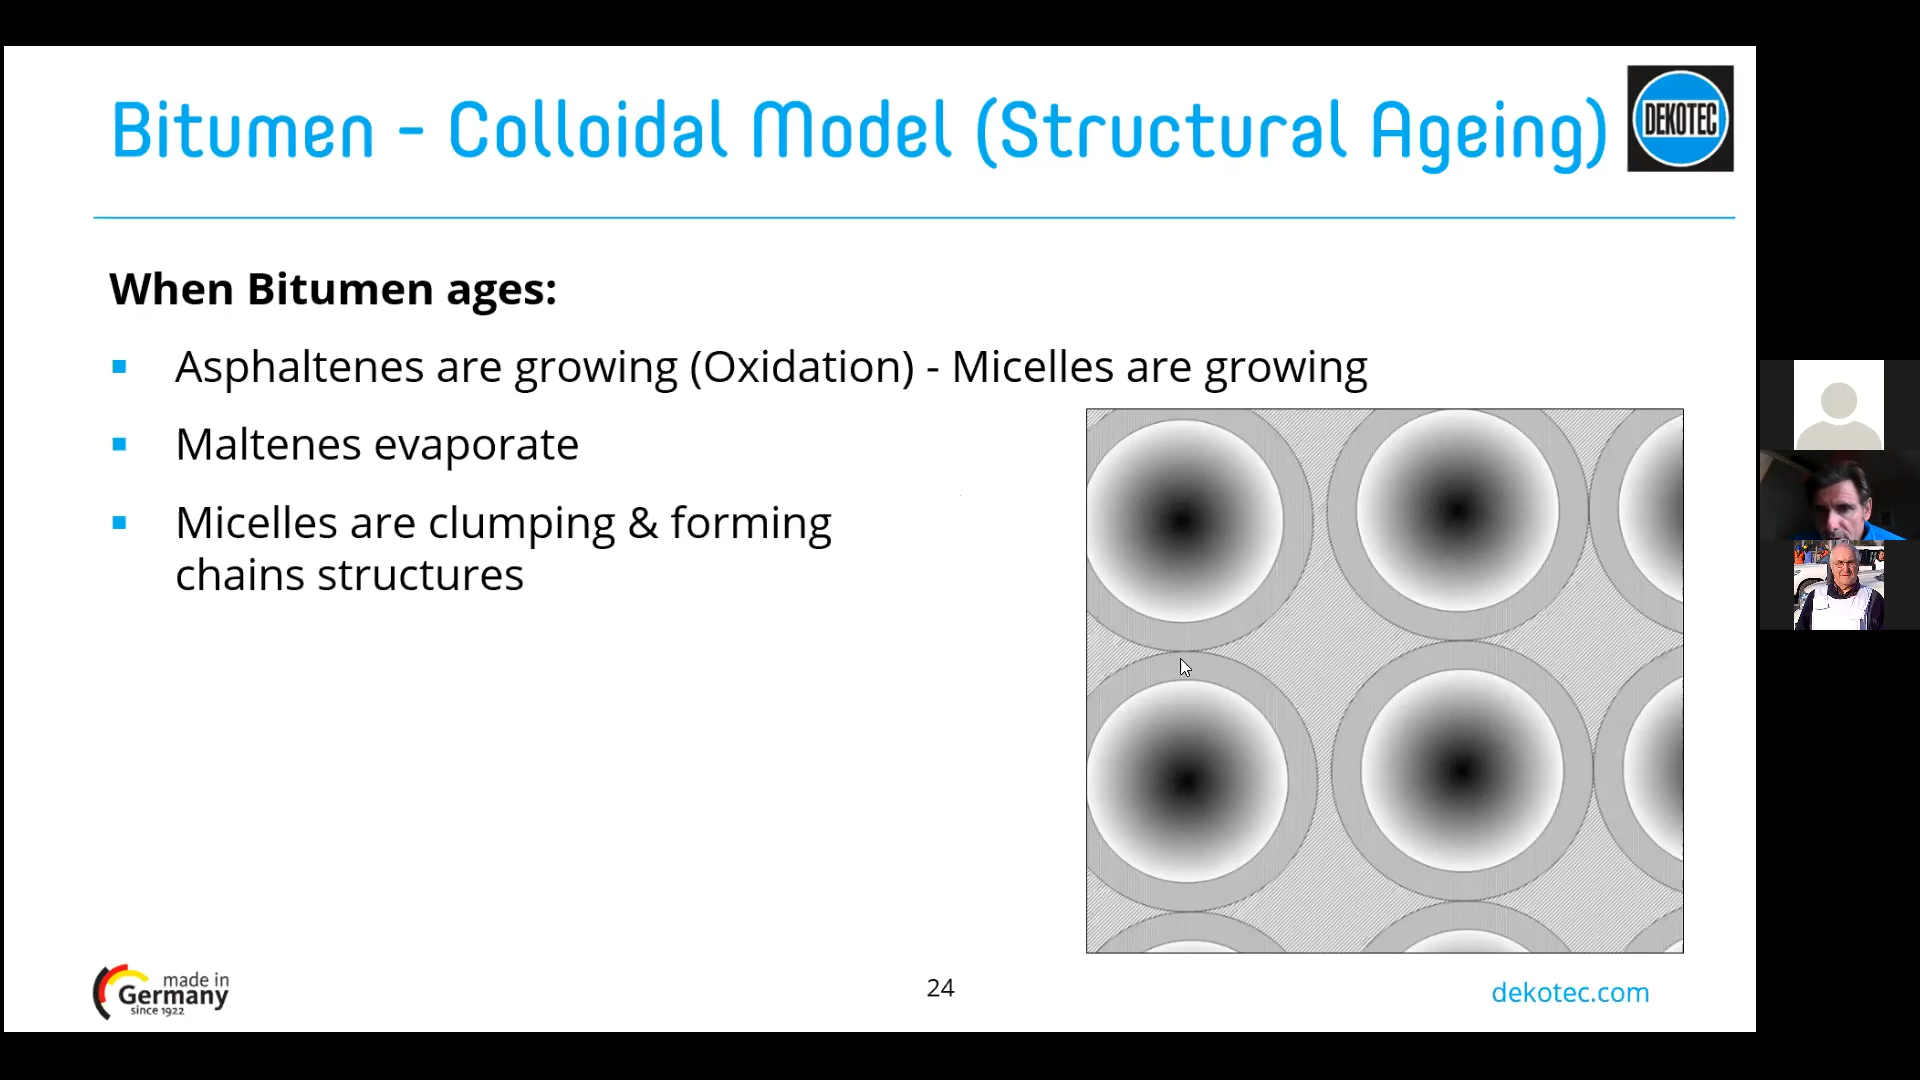 Bitumen - Colloidal Model (Structural Ageing)
DEKOTEC
When Bitumen ages:
Asphaltenes are growing (Oxidation) - Micelles are growing
Maltenes evaporate
Micelles are clumping & forming
chains structures
made in
Germany
since 1922
24
dekotec.com